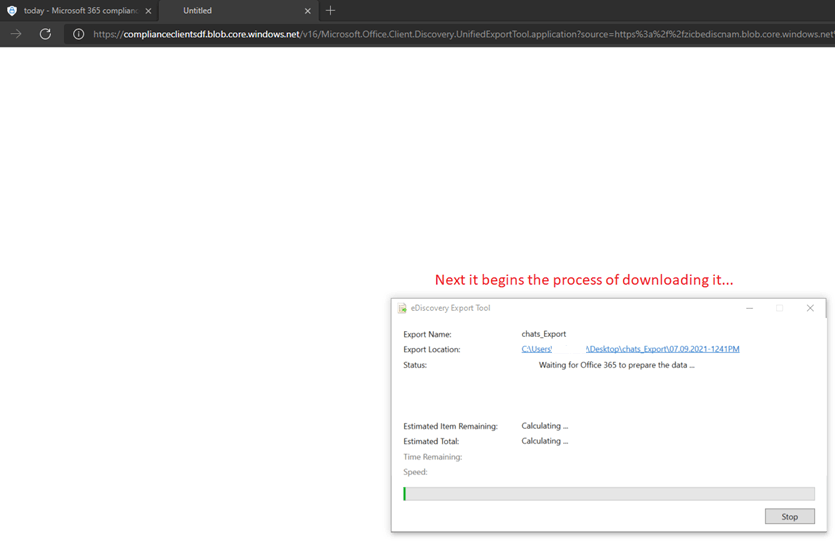 today - Microsoft 365 complianc
Untitled
https://complianceclientsdf.blob.core.windows.net/v16/Microsoft.Office.Client.Discovery.UnifiedExportTool.application?source=https%3a%2f%2fzicbediscnam.blob.core.windows.net%
Next it begins the process of downloading it...
eDiscovery Export Tool
Export Name: chats_Export
Export Location: C:\Users' \Desktop\chats_Export\07.09.2021-1241PM
Status: Waiting for Office 365 to prepare the data ...
Estimated Item Remaining: Calculating ...
Estimated Total: Calculating ...
Time Remaining:
Speed:
Stop